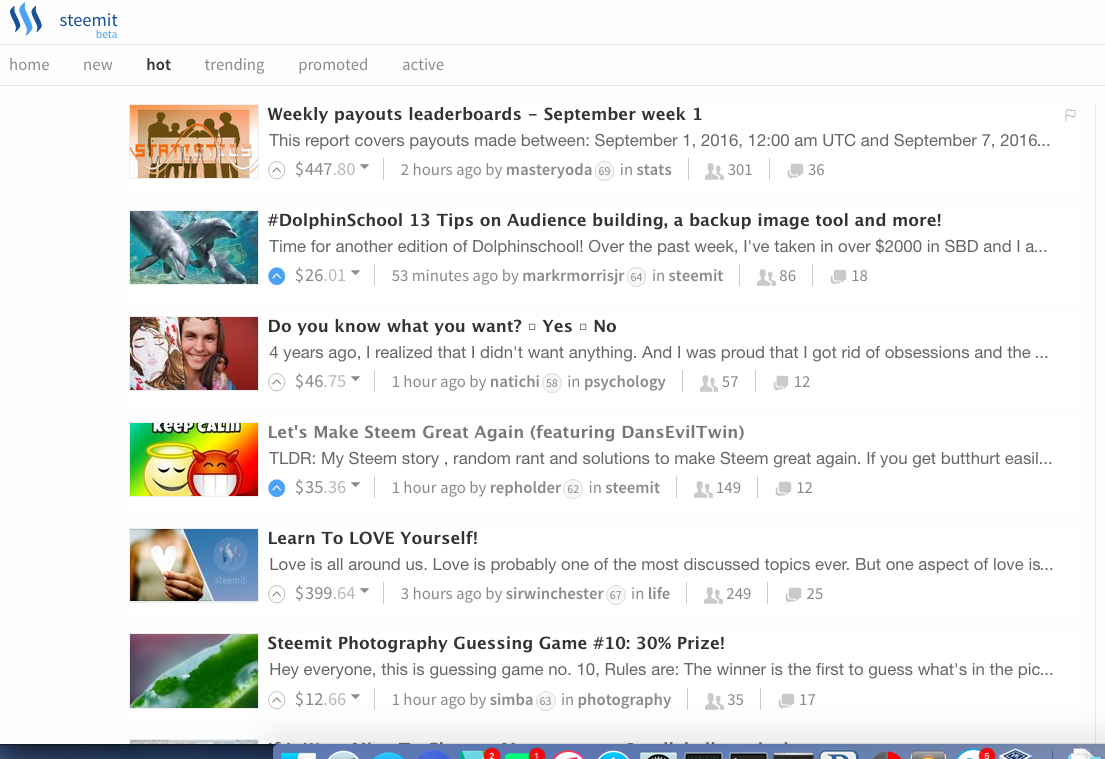 steemit
beta
home new hot trending promoted active
Weekly payouts leaderboards – September week 1
This report covers payouts made between: September 1, 2016, 12:00 am UTC and September 7, 2016...
STATISTICS
$447.80 2 hours ago by masteryoda 69 in stats 301 36
#DolphinSchool 13 Tips on Audience building, a backup image tool and more!
Time for another edition of Dolphinschool! Over the past week, I've taken in over $2000 in SBD and I a...
$26.01 53 minutes ago by markrmorrisjr 64 in steemit 86 18
Do you know what you want? ▯ Yes ▯ No
4 years ago, I realized that I didn't want anything. And I was proud that I got rid of obsessions and the ...
$46.75 1 hour ago by natichi 58 in psychology 57 12
KEEP CALM
Let's Make Steem Great Again (featuring DansEvilTwin)
TLDR: My Steem story , random rant and solutions to make Steem great again. If you get butthurt easil...
$35.36 1 hour ago by repholder 62 in steemit 149 12
Learn To LOVE Yourself!
Love is all around us. Love is probably one of the most discussed topics ever. But one aspect of love is...
steemit
$399.64 3 hours ago by sirwinchester 67 in life 249 25
Steemit Photography Guessing Game #10: 30% Prize!
Hey everyone, this is guessing game no. 10, Rules are: The winner is the first to guess what's in the pic...
$12.66 1 hour ago by simba 63 in photography 35 17
2 1 5